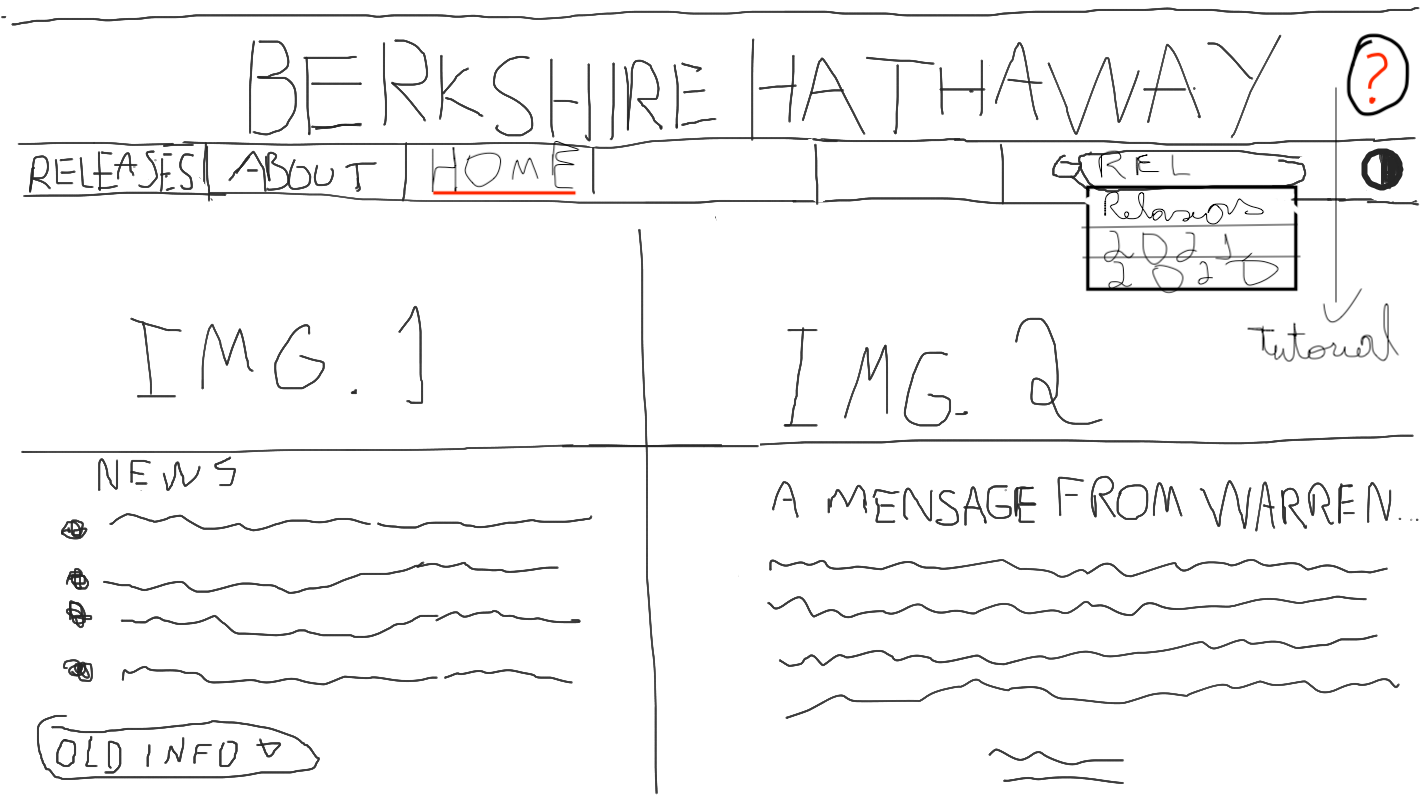 BERKSHIRE HATHAWAY ?
RELEASES ABOUT HOME REL
2021
2020
IMG. 1
IMG. 2
Tutorial
NEWS
A MENSAGE FROM WARREN...
OLD INFO